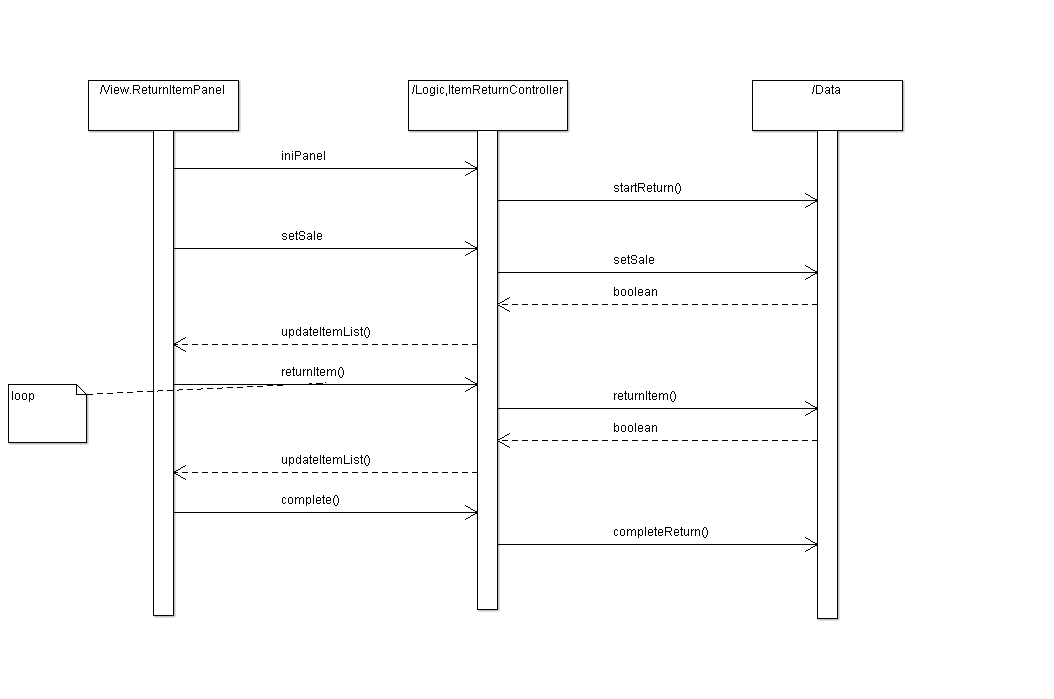 /View.ReturnItemPanel
/Logic,ItemReturnController
/Data
iniPanel
startReturn()
setSale
setSale
boolean
updateItemList()
returnItem()
loop
returnItem()
boolean
updateItemList()
complete()
completeReturn()